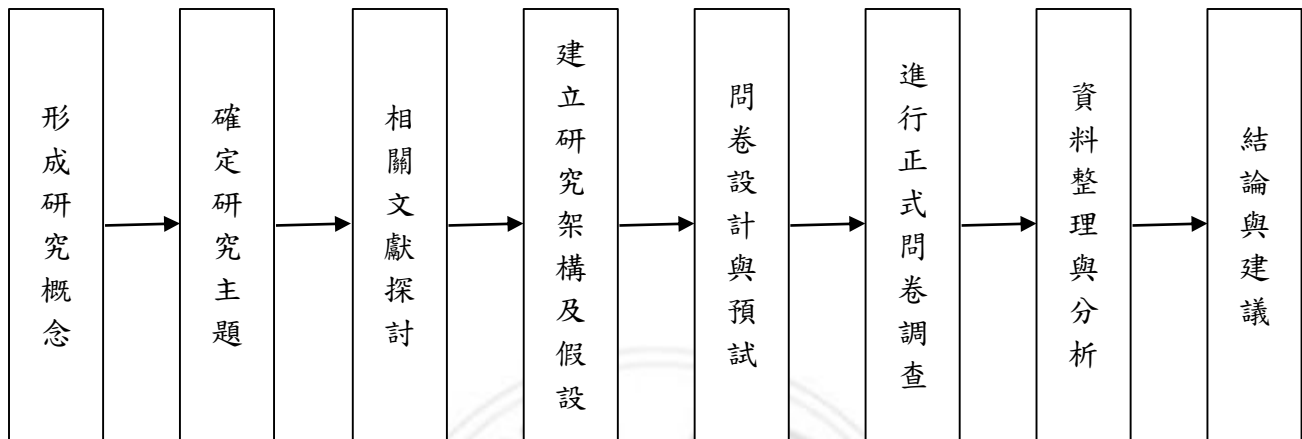 形成研究概念
確定研究主題
相關文獻探討
建立研究架構及假設
問卷設計與預試
進行正式問卷調查
資料整理與分析
結論與建議